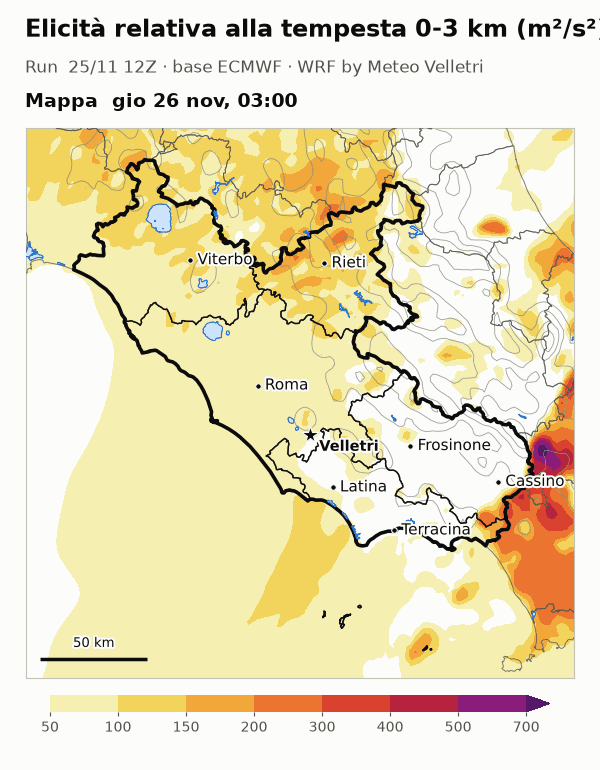 Elicità relativa alla tempesta 0-3 km (m²/s²)
Run  25/11 12Z · base ECMWF · WRF by Meteo Velletri
Mappa  gio 26 nov, 03:00
Viterbo
Rieti
Roma
Velletri
Frosinone
Cassino
Latina
Terracina
50 km
50 100 150 200 300 400 500 700